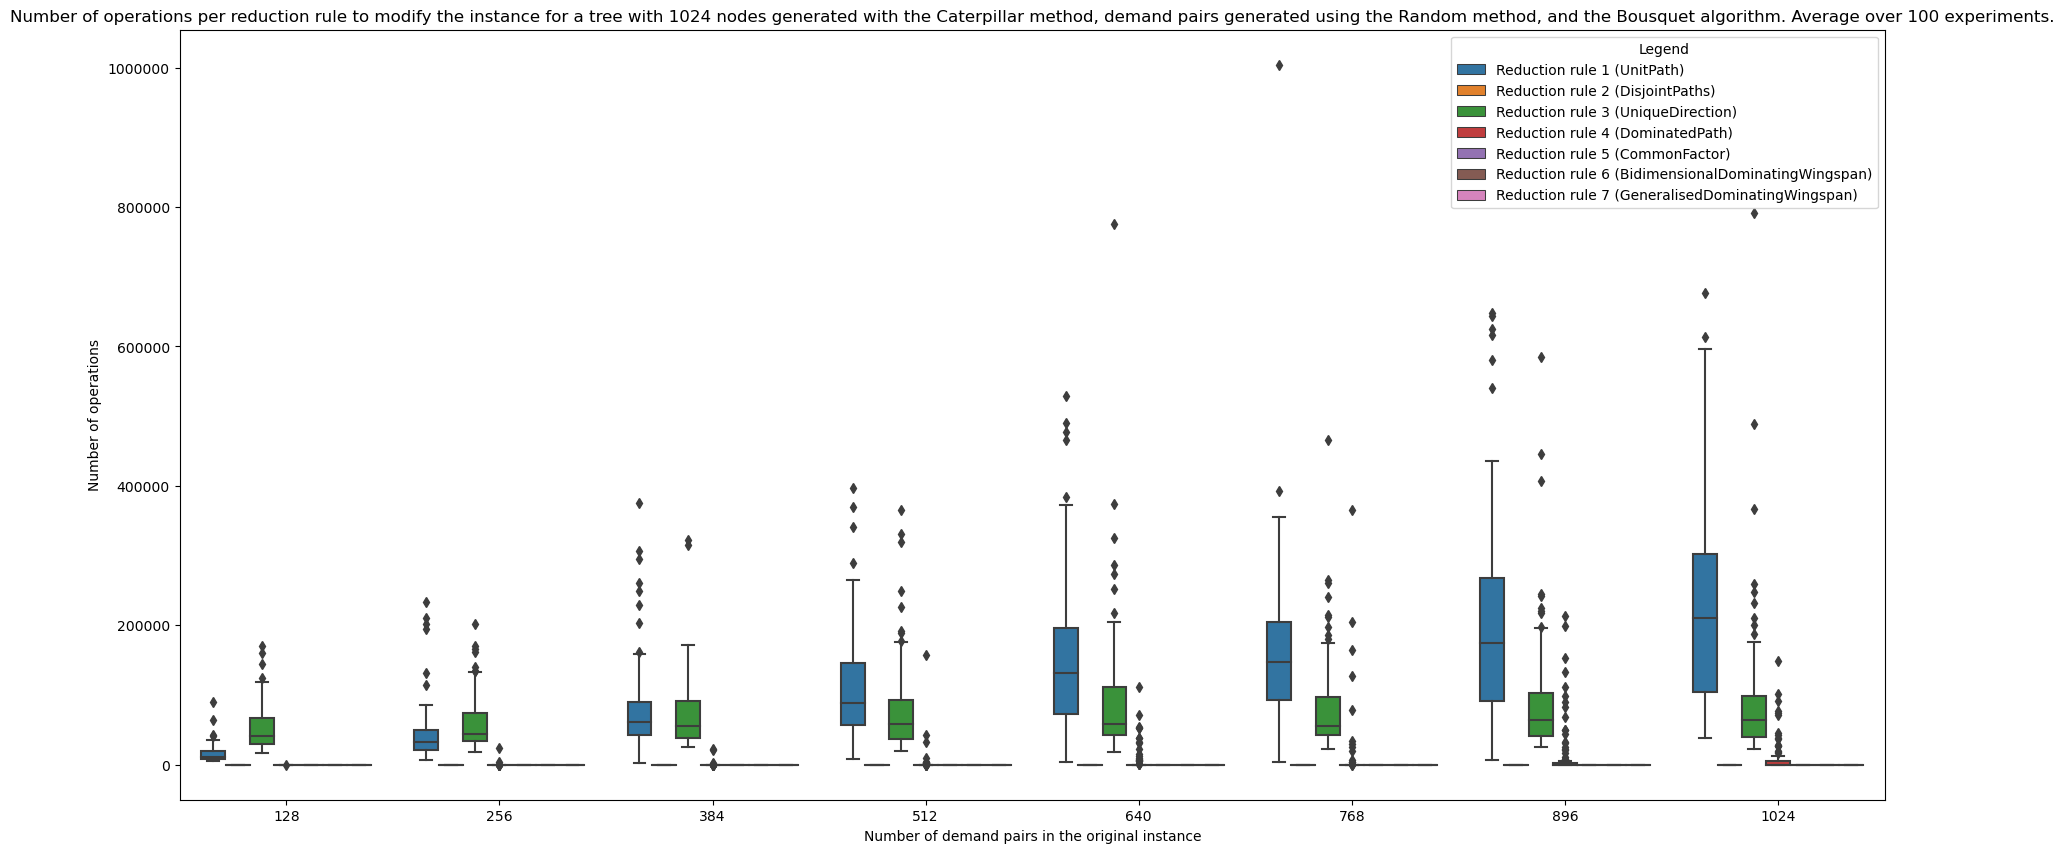 Number of operations per reduction rule to modify the instance for a tree with 1024 nodes generated with the Caterpillar method, demand pairs generated using the Random method, and the Bousquet algorithm. Average over 100 experiments.
Legend
Reduction rule 1 (UnitPath)
Reduction rule 2 (DisjointPaths)
Reduction rule 3 (UniqueDirection)
Reduction rule 4 (DominatedPath)
Reduction rule 5 (CommonFactor)
Reduction rule 6 (BidimensionalDominatingWingspan)
Reduction rule 7 (GeneralisedDominatingWingspan)
Number of operations
1000000
800000
600000
400000
200000
0
128 256 384 512 640 768 896 1024
Number of demand pairs in the original instance